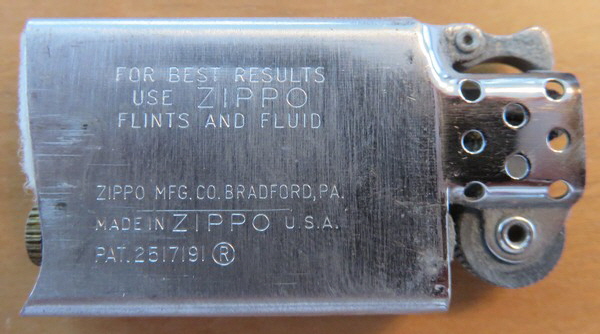 FOR BEST RESULTS
USE ZIPPO
FLINTS AND FLUID
ZIPPO MFG. CO. BRADFORD, PA.
MADE IN ZIPPO U.S.A.
PAT. 2517191 ®